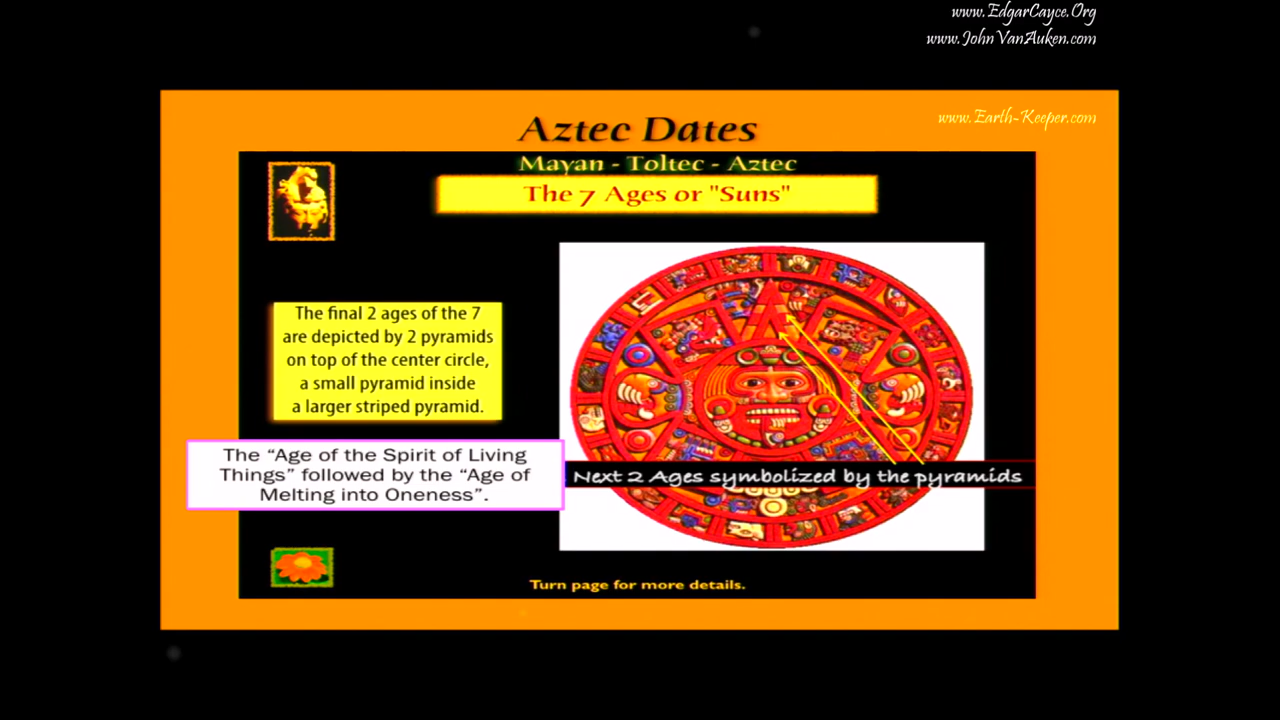 www.EdgarCayce.Org
www.JohnVanAuken.com
www.Earth-Keeper.com
Aztec Dates
Mayan - Toltec - Aztec
The 7 Ages or "Suns"
The final 2 ages of the 7
are depicted by 2 pyramids
on top of the center circle,
a small pyramid inside
a larger striped pyramid.
The “Age of the Spirit of Living
Things” followed by the “Age of
Melting into Oneness”.
Next 2 Ages symbolized by the pyramids
Turn page for more details.